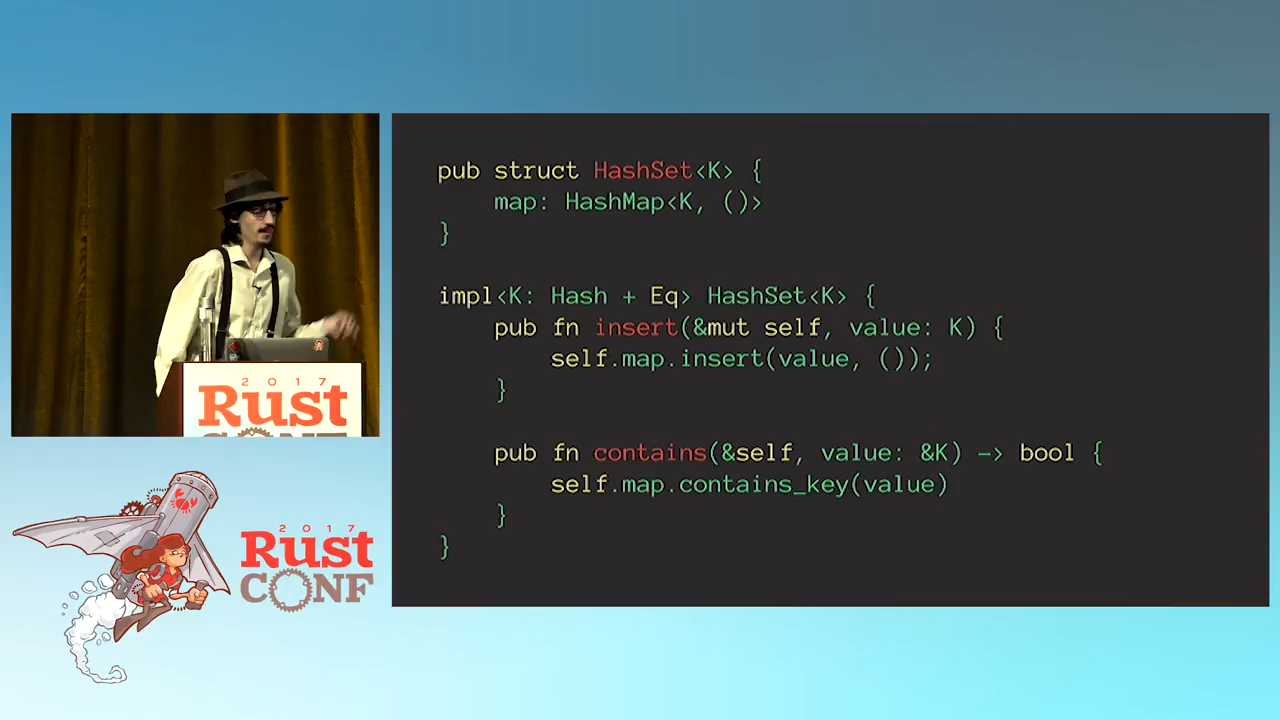 pub struct HashSet<K> {
map: HashMap<K, ()>
}
impl<K: Hash + Eq> HashSet<K> {
pub fn insert(&mut self, value: K) {
self.map.insert(value, ());
}
pub fn contains(&self, value: &K) -> bool {
self.map.contains_key(value)
}
}
2017
Rust
CONF
2017
Rust
CONF